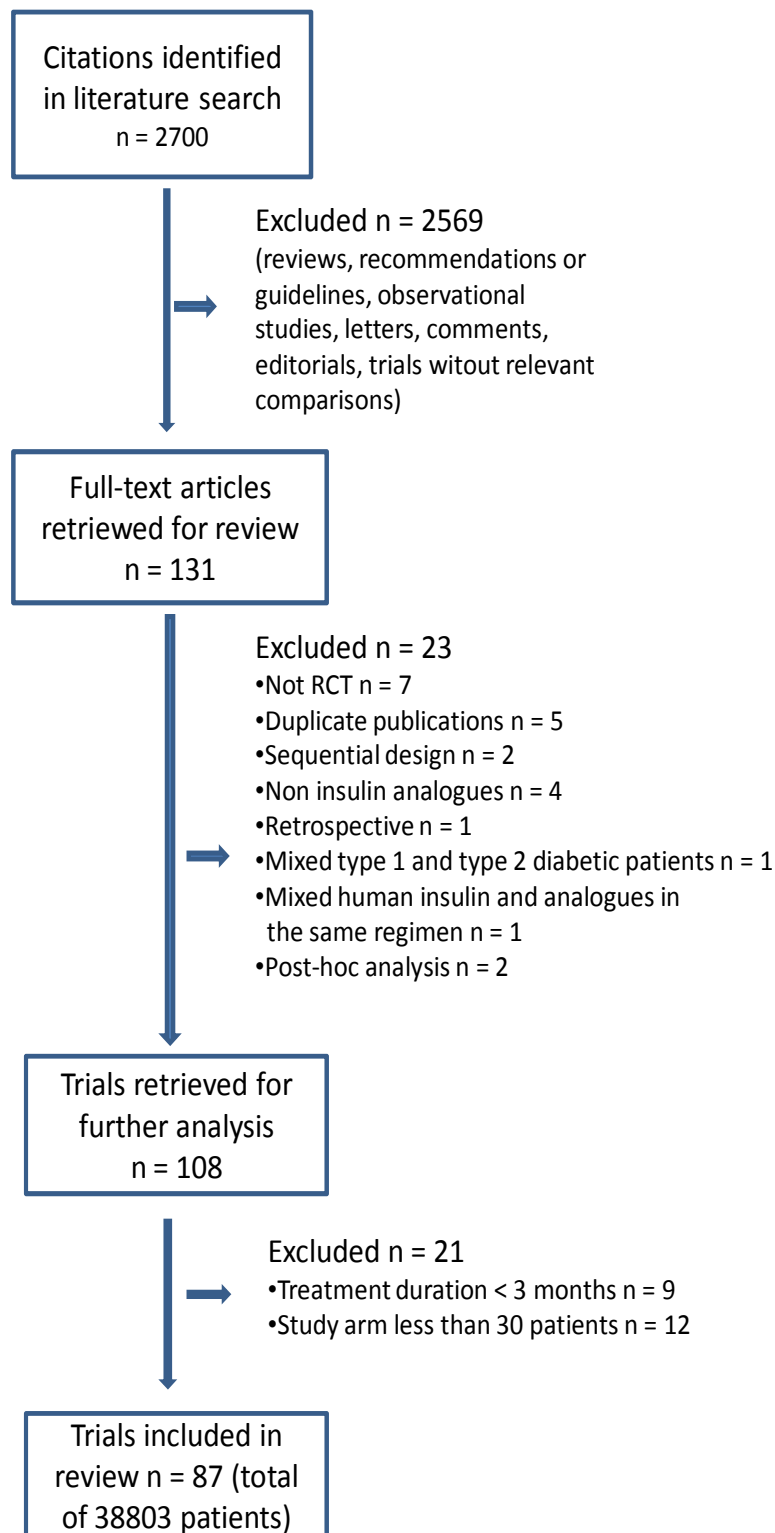 Citations identified
in literature search
n = 2700
Excluded n = 2569
(reviews, recommendations or
guidelines, observational
studies, letters, comments,
editorials, trials witout relevant
comparisons)
Full-text articles
retriewed for review
n = 131
Excluded n = 23
•Not RCT n = 7
•Duplicate publications n = 5
•Sequential design n = 2
•Non insulin analogues n = 4
•Retrospective n = 1
•Mixed type 1 and type 2 diabetic patients n = 1
•Mixed human insulin and analogues in
the same regimen n = 1
•Post-hoc analysis n = 2
Trials retrieved for
further analysis
n = 108
Excluded n = 21
•Treatment duration < 3 months n = 9
•Study arm less than 30 patients n = 12
Trials included in
review n = 87 (total
of 38803 patients)